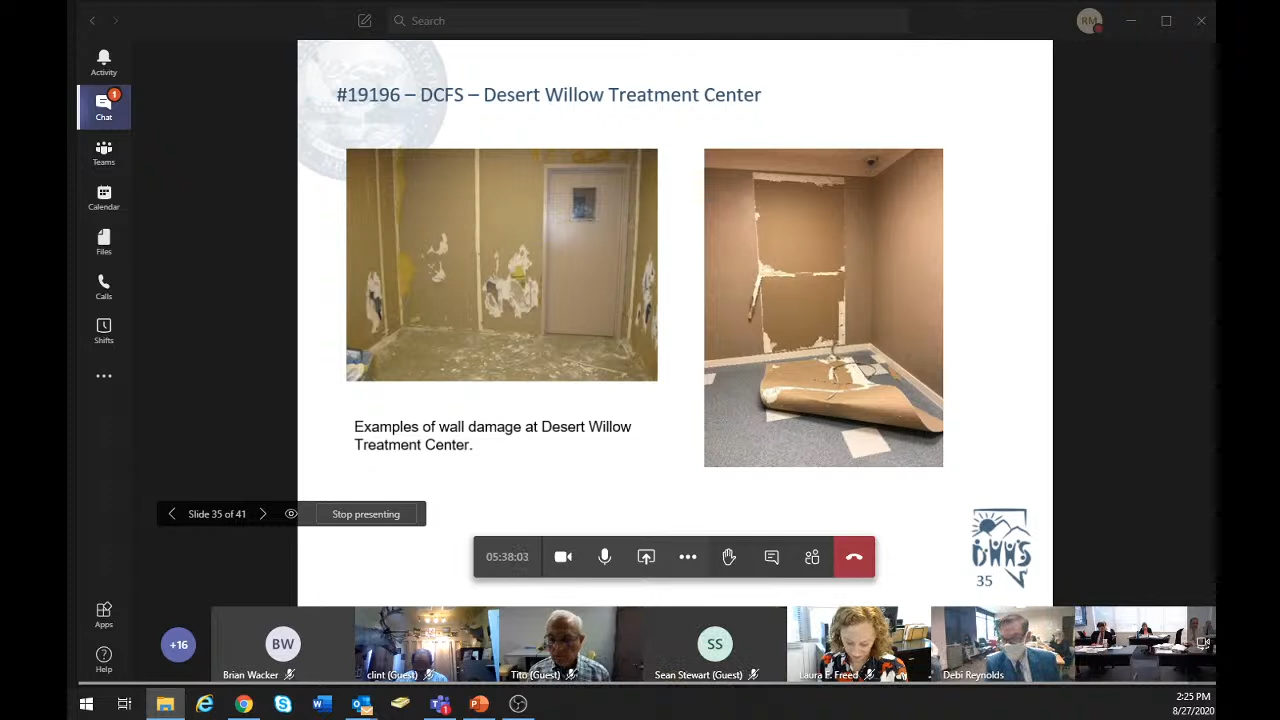 Search
RM
Activity
1
Chat
Teams
Calendar
Files
Calls
Shifts
Apps
Help
#19196 – DCFS – Desert Willow Treatment Center
Examples of wall damage at Desert Willow
Treatment Center.
Slide 35 of 41
Stop presenting
05:38:03
DHHS
35
+16
BW
Brian Wacker
clint (Guest)
Tito (Guest)
SS
Sean Stewart (Guest)
Laura E. Freed
Debi Reynolds
2:25 PM
8/27/2020